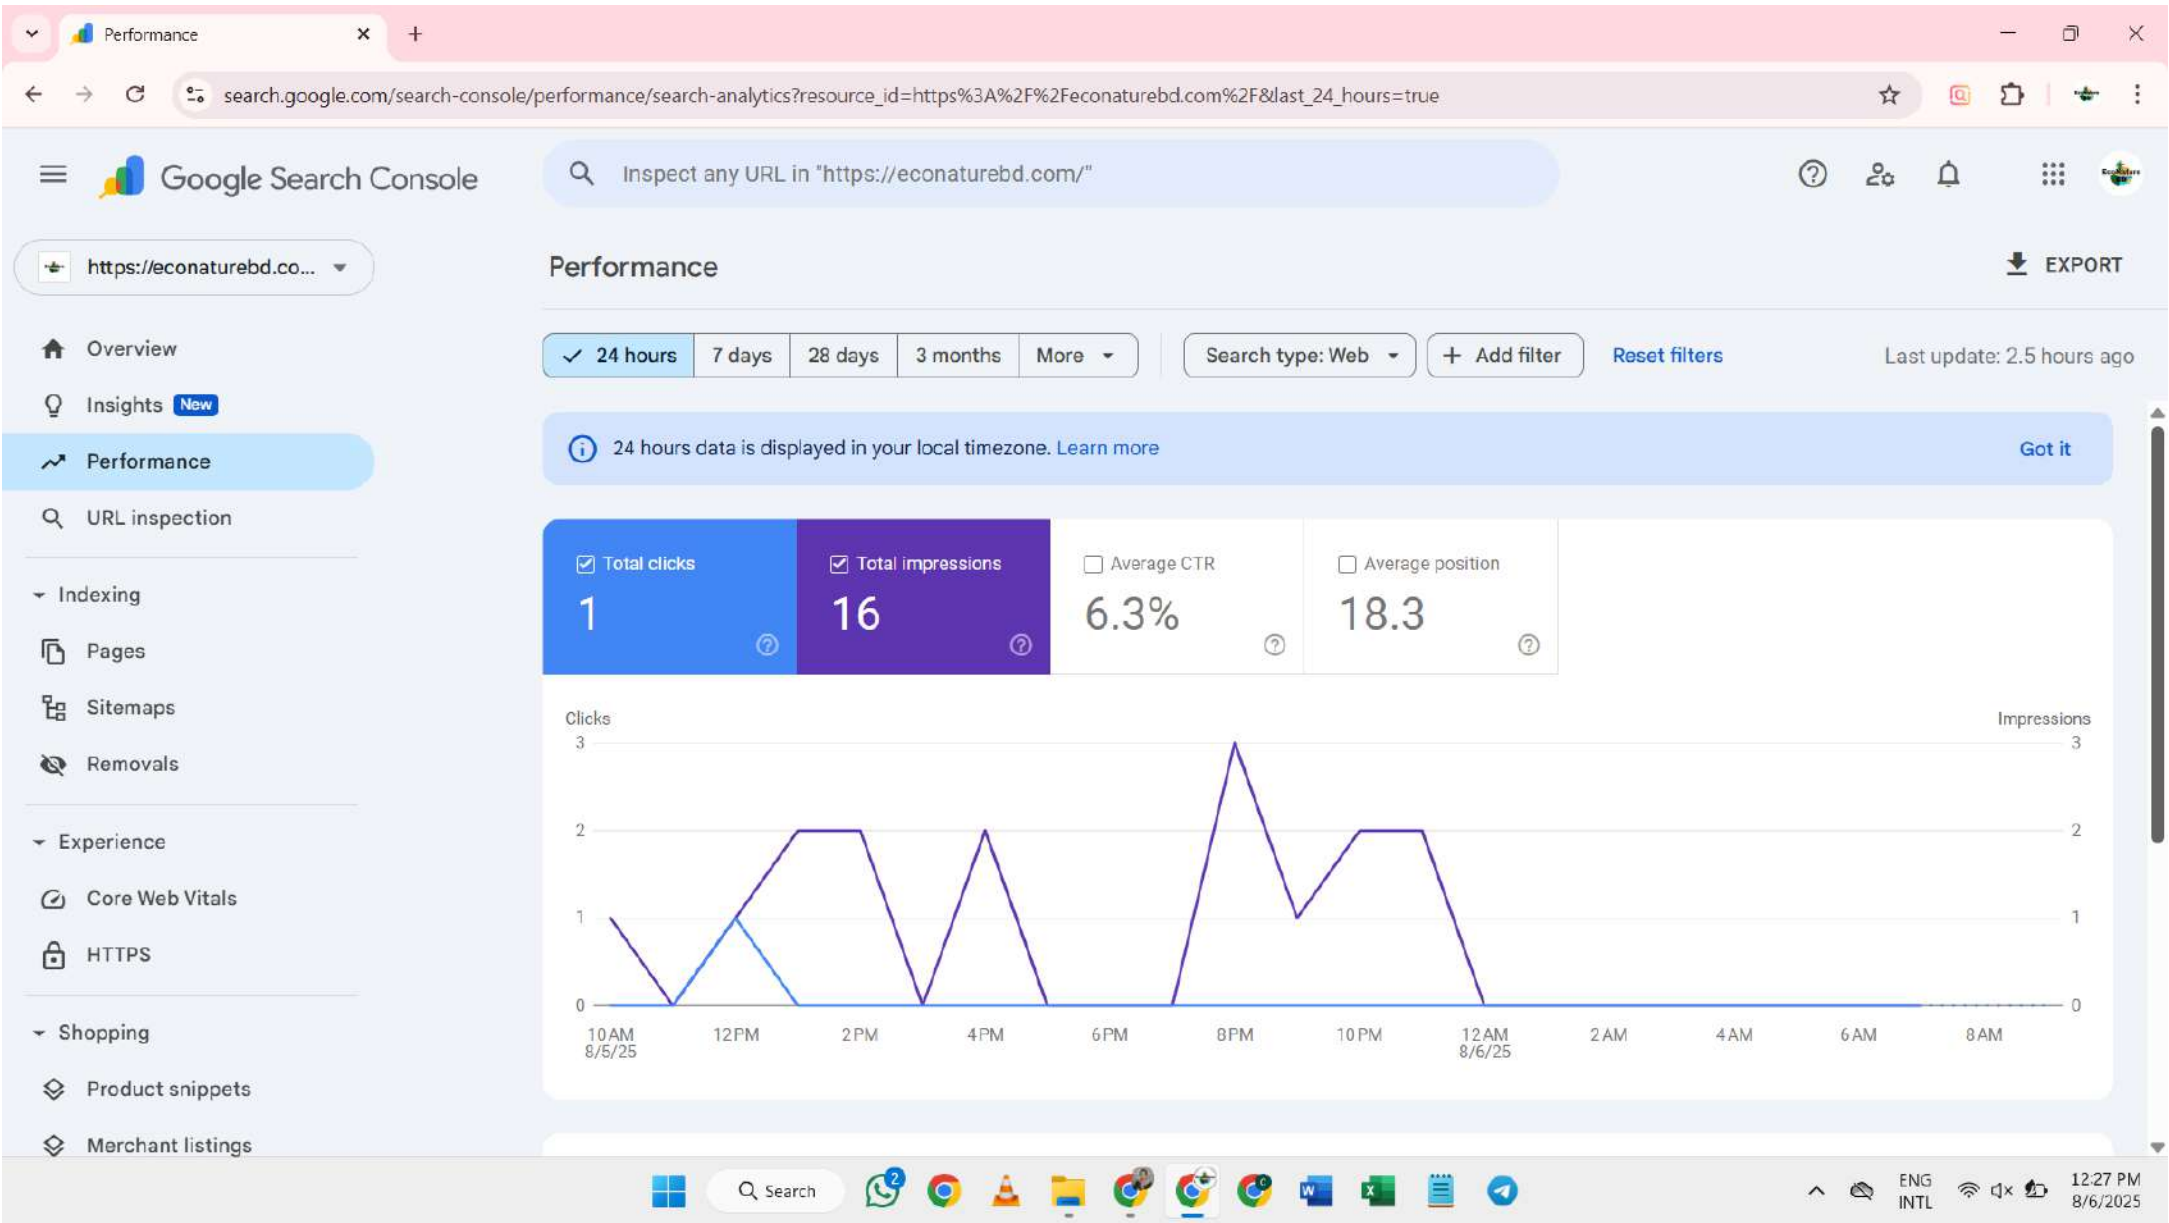 Performance
search.google.com/search-console/performance/search-analytics?resource_id=https%3A%2F%2Feconaturebd.com%2F&last_24_hours=true
Google Search Console
Inspect any URL in "https://econaturebd.com/"
https://econaturebd.co...
Performance
EXPORT
Overview
Insights New
Performance
URL inspection
Indexing
Pages
Sitemaps
Removals
Experience
Core Web Vitals
HTTPS
Shopping
Product snippets
Merchant listings
24 hours 7 days 28 days 3 months More
Search type: Web
Add filter
Reset filters
Last update: 2.5 hours ago
24 hours data is displayed in your local timezone. Learn more
Got it
Total clicks
1
Total impressions
16
Average CTR
6.3%
Average position
18.3
Clicks
Impressions
3 3
2 2
1 1
0 0
10 AM 12 PM 2 PM 4 PM 6 PM 8 PM 10 PM 12 AM 2 AM 4 AM 6 AM 8 AM
8/5/25 8/6/25
Search
2
ENG
INTL
12:27 PM
8/6/2025